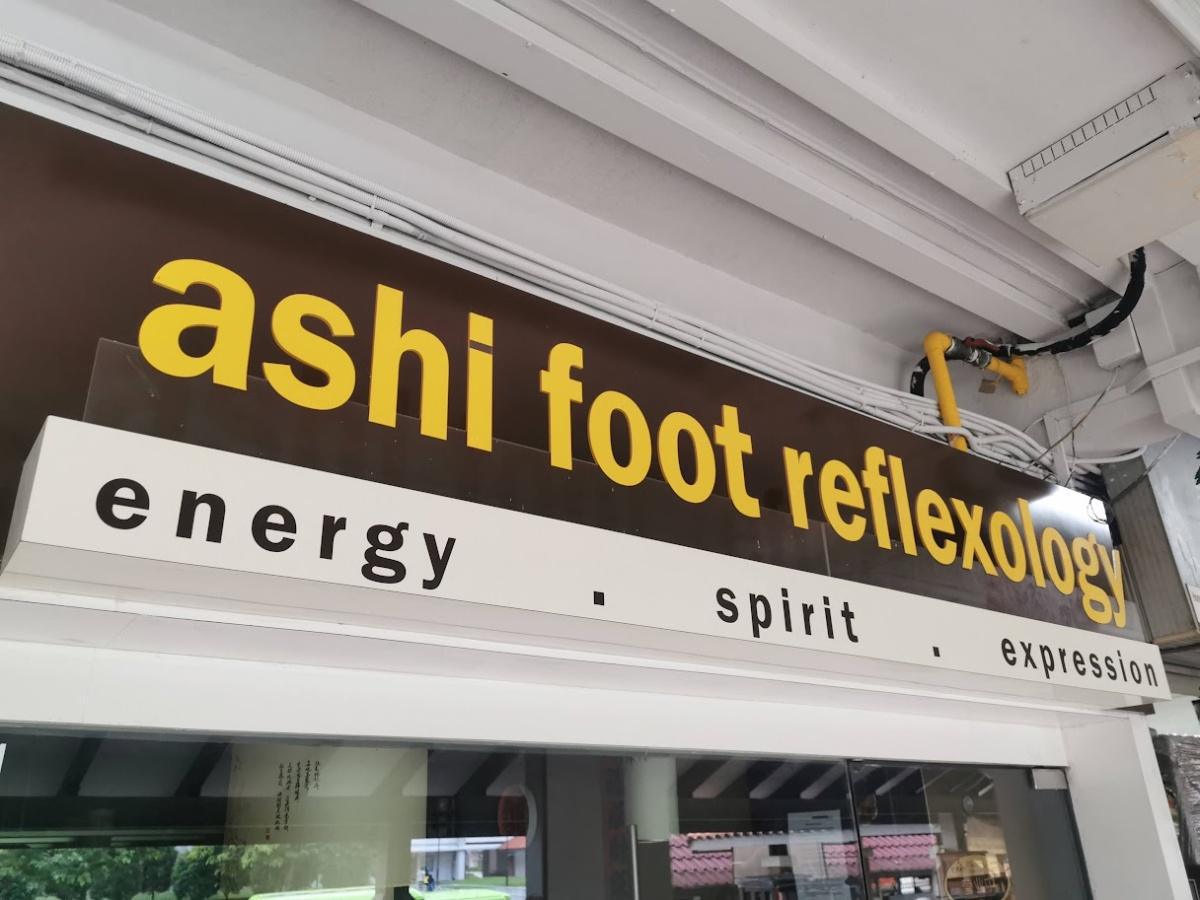 ashi foot reflexology
energy . spirit . expression